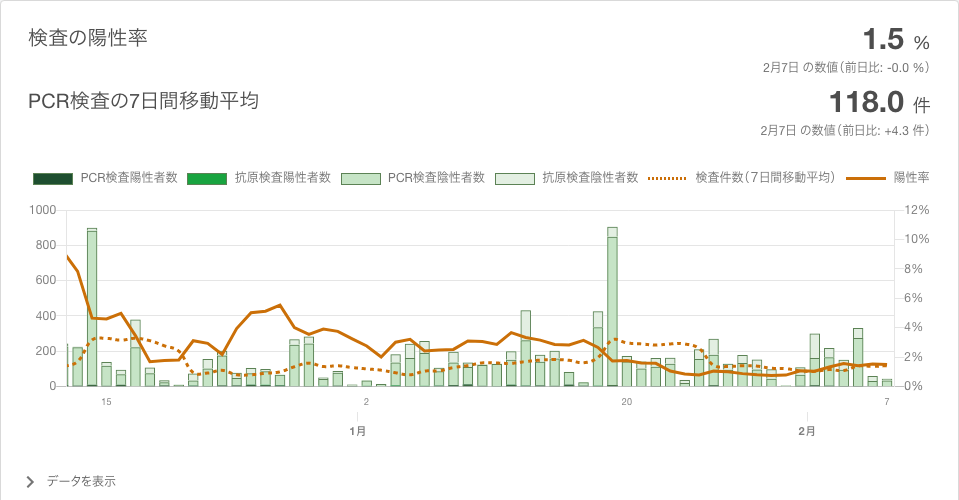 検査の陽性率
1.5 %
2月7日 の数値（前日比: -0.0 %）
PCR検査の7日間移動平均
118.0 件
2月7日 の数値（前日比: +4.3 件）
PCR検査陽性者数 抗原検査陽性者数 PCR検査陰性者数 抗原検査陰性者数 検査件数（7日間移動平均） 陽性率
1000 12%
10%
800
8%
600
6%
400
4%
200 2%
0 0%
15 2 20 7
1月 2月
データを表示